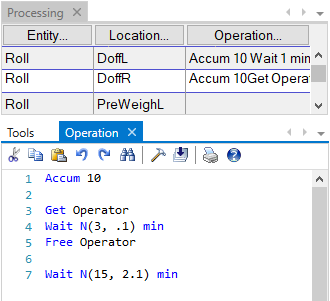 Processing
Entity... Location... Operation...
Roll DoffL Accum 10 Wait 1 min
Roll DoffR Accum 10Get Opera
Roll PreWeighL
Tools Operation
1 Accum 10
2
3 Get Operator
4 Wait N(3, .1) min
5 Free Operator
6
7 Wait N(15, 2.1) min